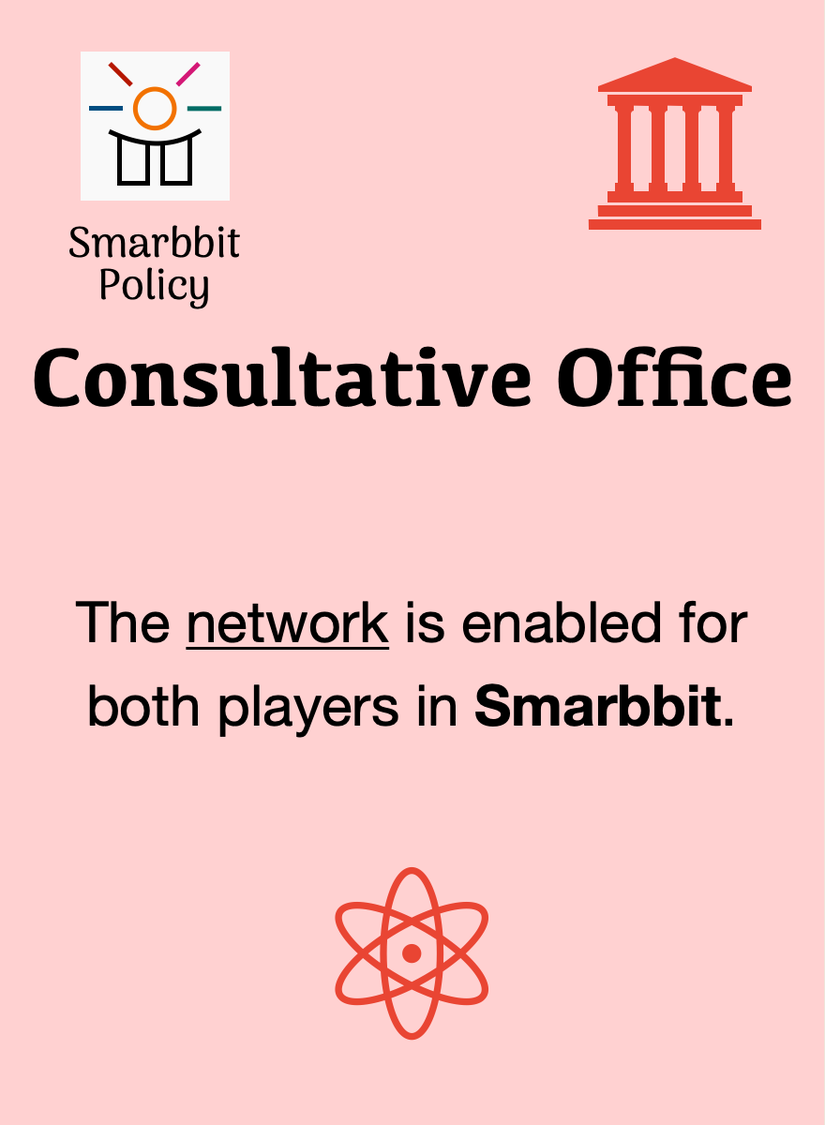 Smarbbit
Policy
Consultative Office
The network is enabled for
both players in Smarbbit.